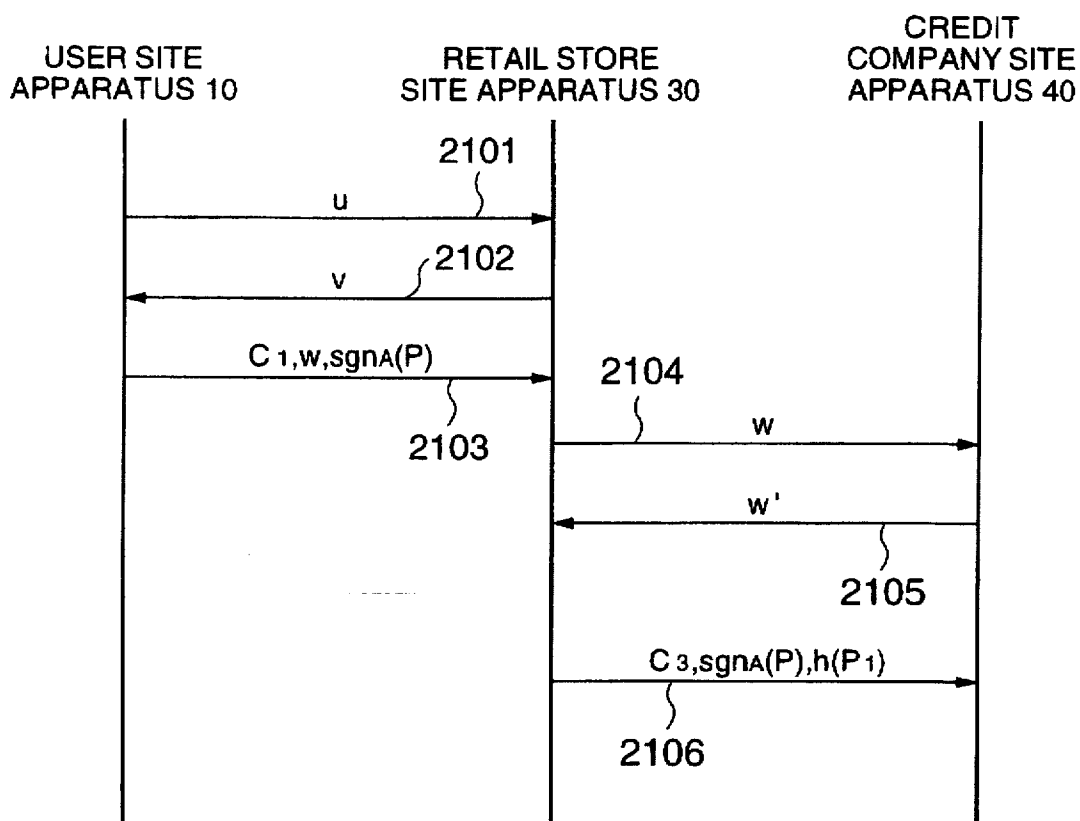 USER SITE
APPARATUS 10
RETAIL STORE
SITE APPARATUS 30
CREDIT
COMPANY SITE
APPARATUS 40
2101
u
2102
v
C1,w,sgnA(P)
2103
2104
w
w'
2105
C3,sgnA(P),h(P1)
2106